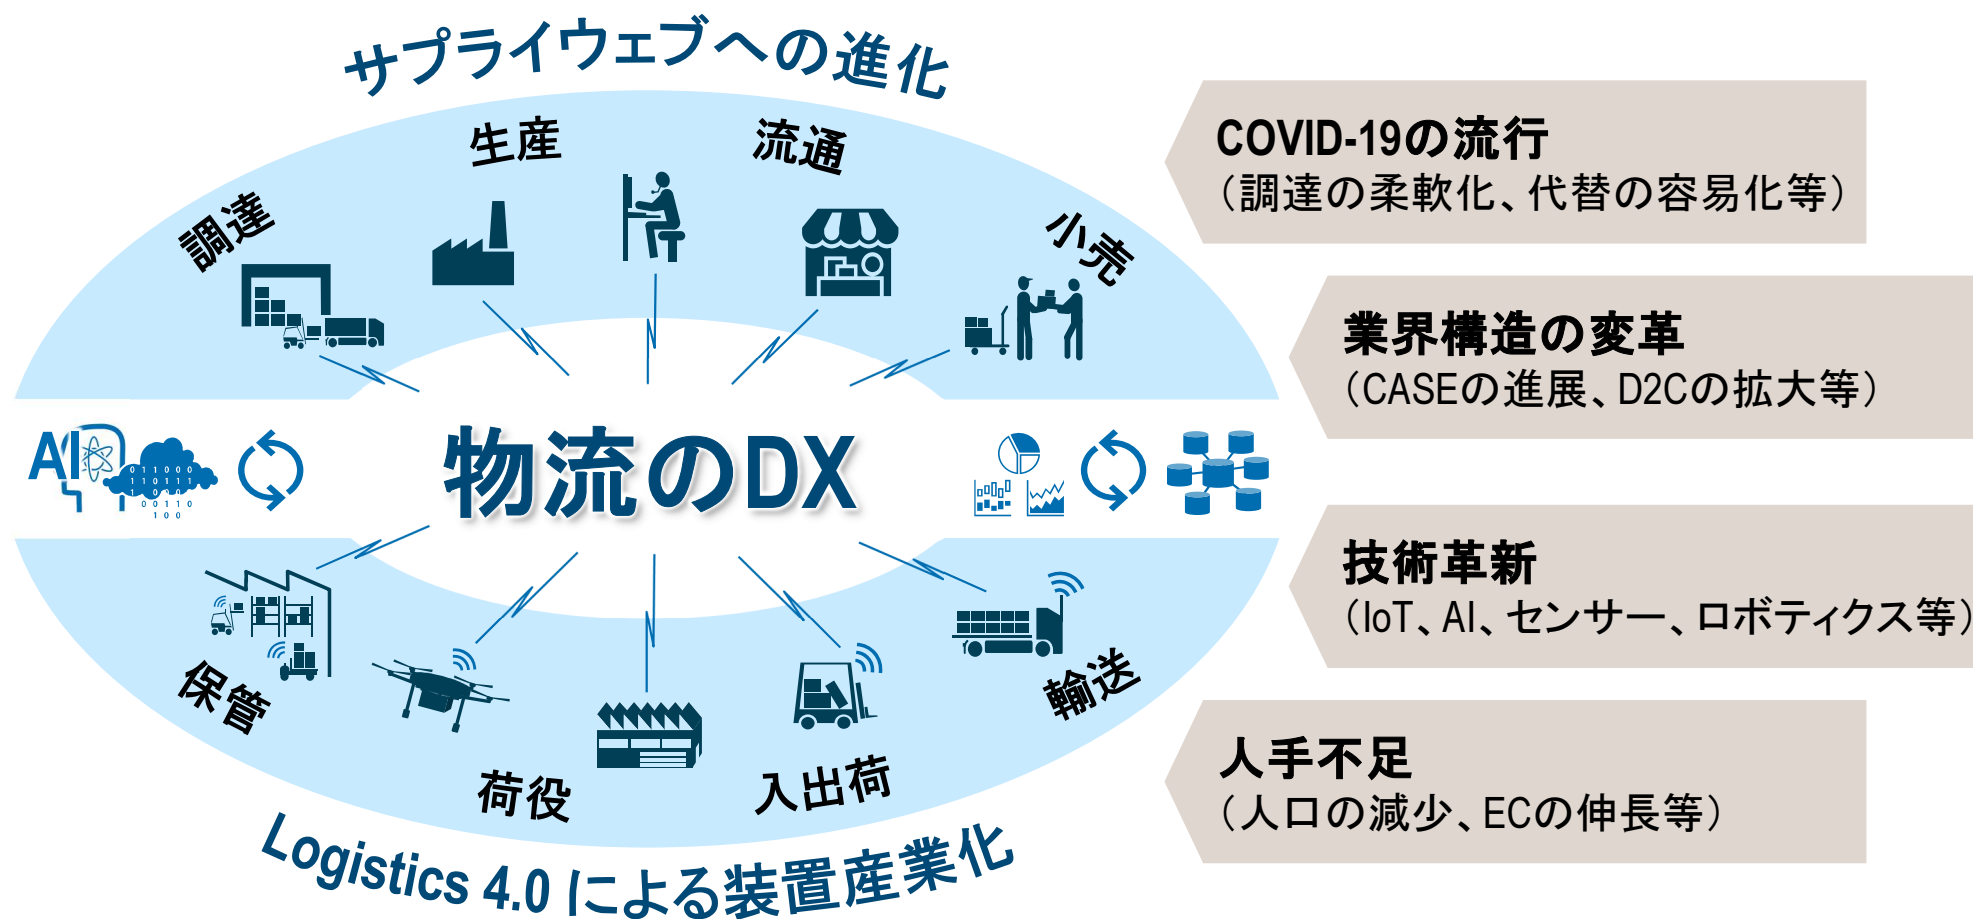 サプライウェブへの進化
調達
生産
流通
小売
AI
0 1 1 0 0 0
物流のDX
保管
荷役
入出荷
輸送
Logistics 4.0 による装置産業化
COVID-19の流行
（調達の柔軟化、代替の容易化等）
業界構造の変革
（CASEの進展、D2Cの拡大等）
技術革新
（IoT、AI、センサー、ロボティクス等）
人手不足
（人口の減少、ECの伸長等）